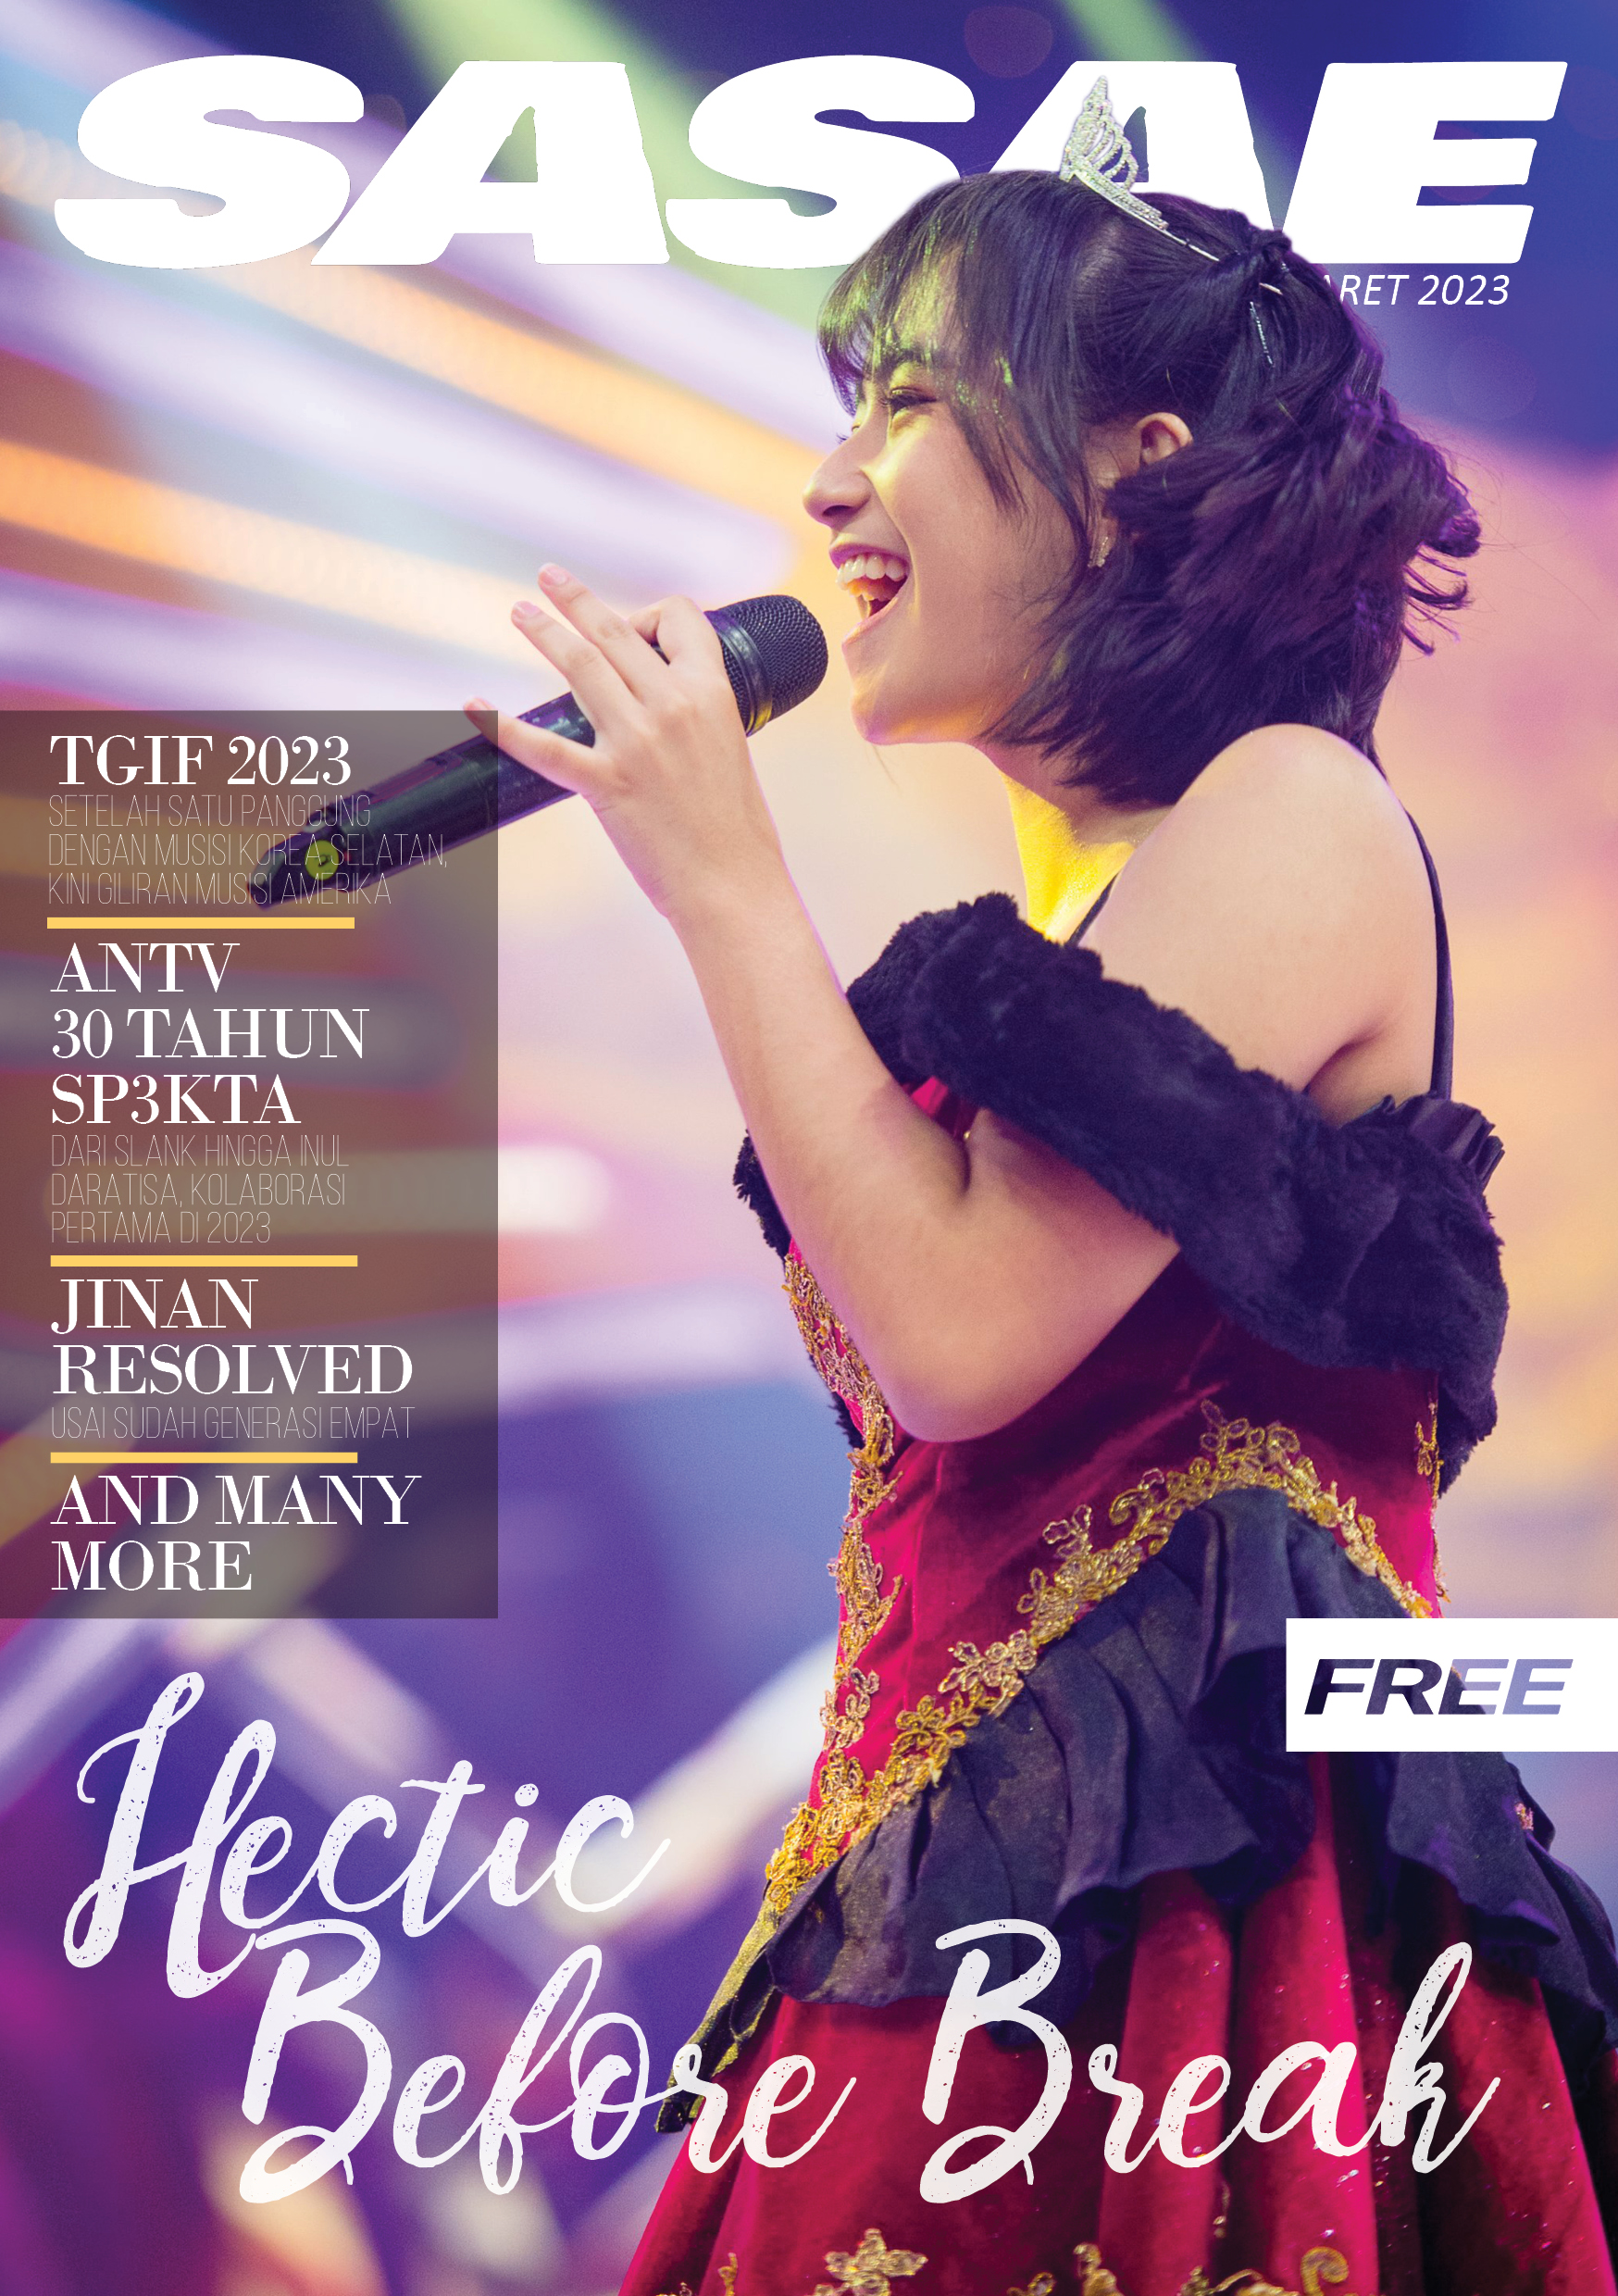 SASAE
ARET 2023
TGIF 2023
SETELAH SATU PANGGUNG
DENGAN MUSISI KOREA SELATAN,
KINI GILIRAN MUSISI AMERIKA
ANTV
30 TAHUN
SP3KTA
DARI SLANK HINGGA INUL
DARATISA, KOLABORASI
PERTAMA DI 2023
JINAN
RESOLVED
USAI SUDAH GENERASI EMPAT
AND MANY
MORE
FREE
Hectic
Before Break